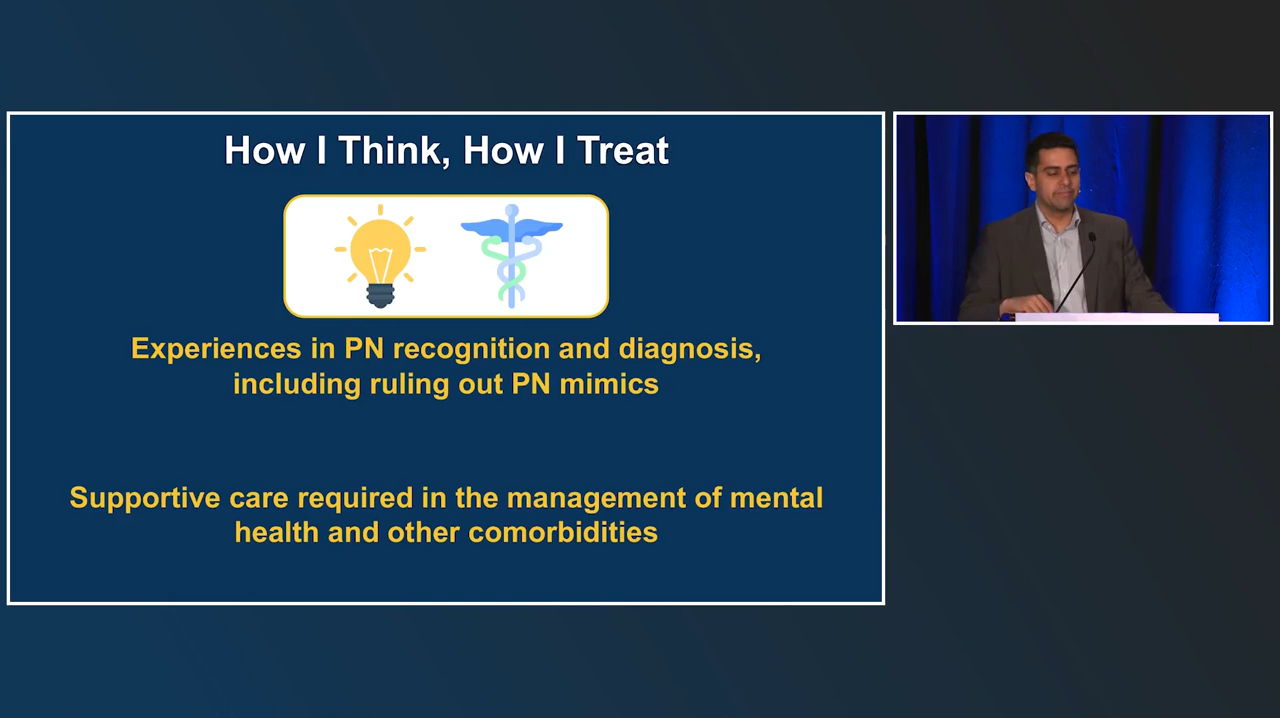 How I Think, How I Treat
Experiences in PN recognition and diagnosis,
including ruling out PN mimics
Supportive care required in the management of mental
health and other comorbidities